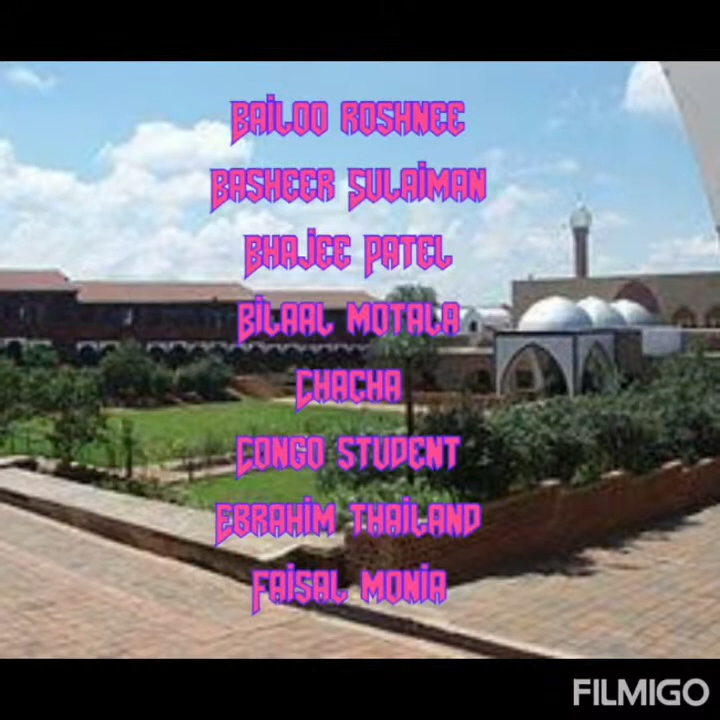 BAILOO ROSHNEE
BASHEER SULAIMAN
BHAJEE PATEL
BILAAL MOTALA
CHACHA
CONGO STUDENT
EBRAHIM THAILAND
FAISAL MONIA
FILMIGO